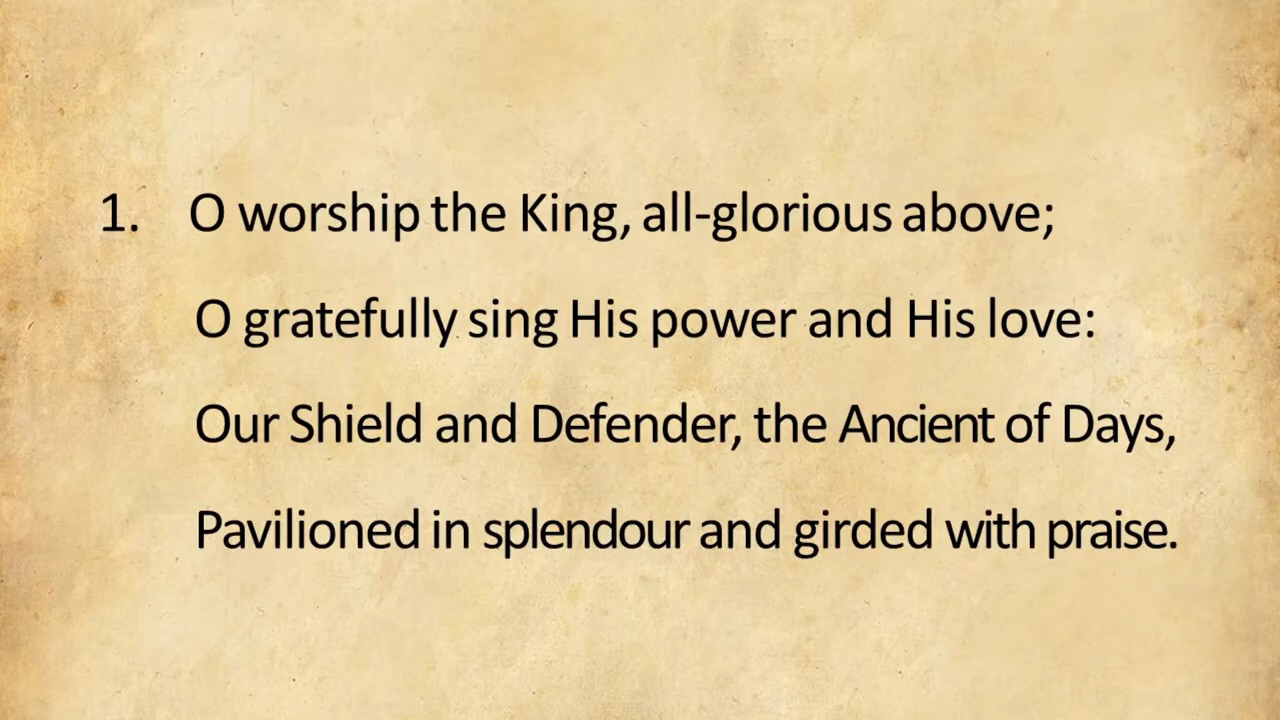 1. O worship the King, all-glorious above;
O gratefully sing His power and His love:
Our Shield and Defender, the Ancient of Days,
Pavilioned in splendour and girded with praise.